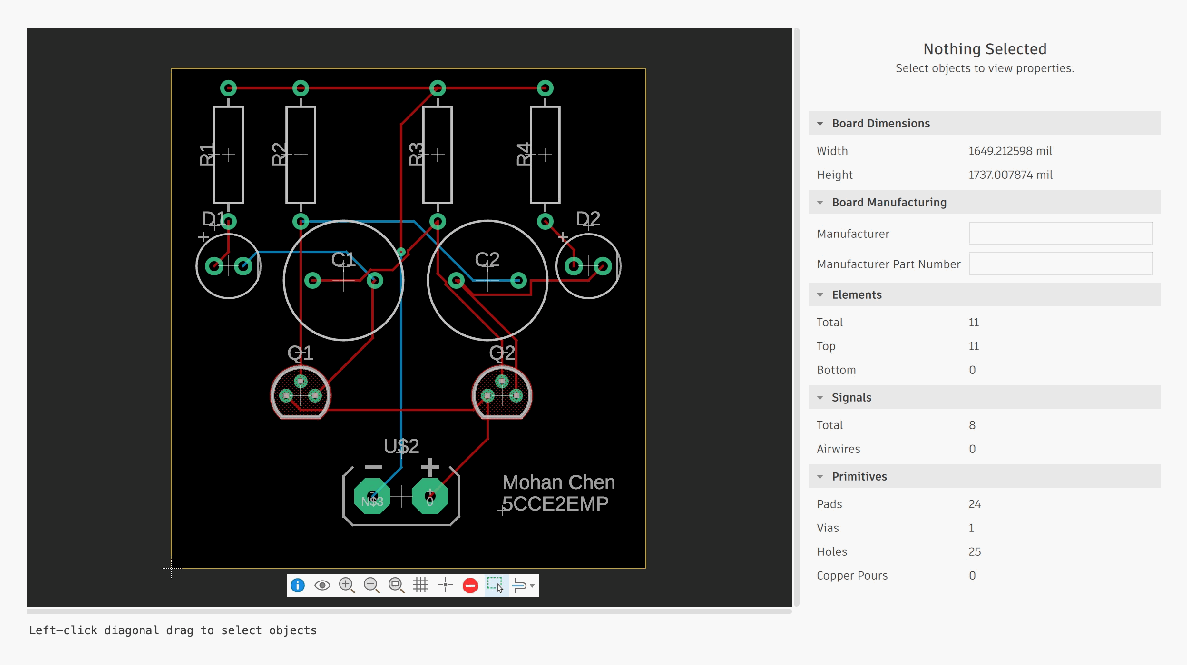 R1
R2
R3
R4
D1
D2
C1
C2
Q1
Q2
U$2
N$3
0
Mohan Chen
5CCE2EMP
Nothing Selected
Select objects to view properties.
Board Dimensions
Width 1649.212598 mil
Height 1737.007874 mil
Board Manufacturing
Manufacturer
Manufacturer Part Number
Elements
Total 11
Top 11
Bottom 0
Signals
Total 8
Airwires 0
Primitives
Pads 24
Vias 1
Holes 25
Copper Pours 0
Left-click diagonal drag to select objects